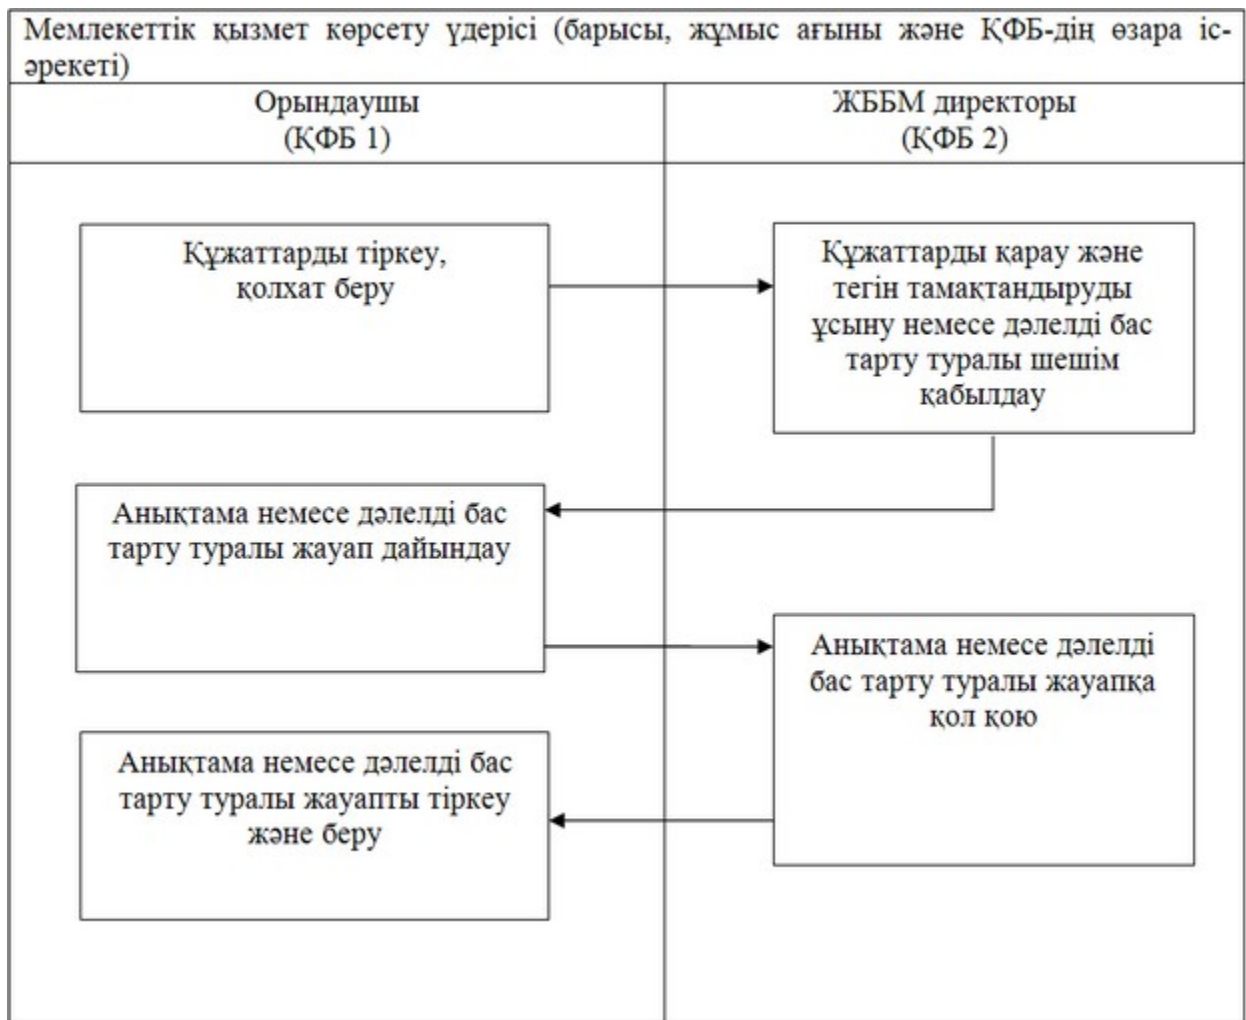 Мемлекеттік қызмет көрсету үдерісі (барысы, жұмыс ағыны және ҚФБ-дің өзара іс-
әрекеті)
Орындаушы
(ҚФБ 1)
ЖББМ директоры
(ҚФБ 2)
Құжаттарды тіркеу,
қолхат беру
Құжаттарды қарау және
тегін тамақтандыруды
ұсыну немесе дәлелді бас
тарту туралы шешім
қабылдау
Анықтама немесе дәлелді бас
тарту туралы жауап дайындау
Анықтама немесе дәлелді
бас тарту туралы жауапқа
қол қою
Анықтама немесе дәлелді бас
тарту туралы жауапты тіркеу
және беру